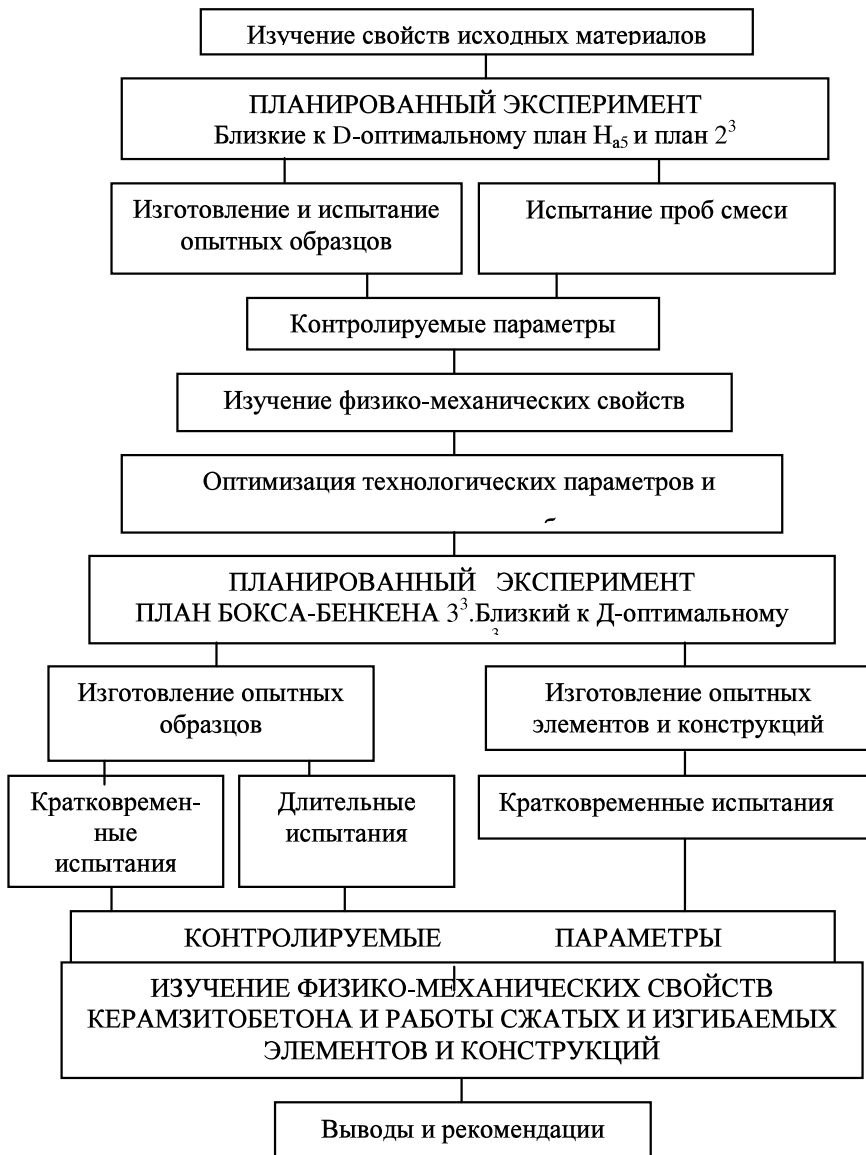 Изучение свойств исходных материалов
ПЛАНИРОВАННЫЙ ЭКСПЕРИМЕНТ
Близкие к D-оптимальному план Hа5 и план 2³
Изготовление и испытание
опытных образцов
Испытание проб смеси
Контролируемые параметры
Изучение физико-механических свойств
Оптимизация технологических параметров и
ПЛАНИРОВАННЫЙ ЭКСПЕРИМЕНТ
ПЛАН БОКСА-БЕНКЕНА 3³.Близкий к Д-оптимальному
Изготовление опытных
образцов
Изготовление опытных
элементов и конструкций
Кратковремен-
ные
испытания
Длительные
испытания
Кратковременные испытания
КОНТРОЛИРУЕМЫЕ ПАРАМЕТРЫ
ИЗУЧЕНИЕ ФИЗИКО-МЕХАНИЧЕСКИХ СВОЙСТВ
КЕРАМЗИТОБЕТОНА И РАБОТЫ СЖАТЫХ И ИЗГИБАЕМЫХ
ЭЛЕМЕНТОВ И КОНСТРУКЦИЙ
Выводы и рекомендации